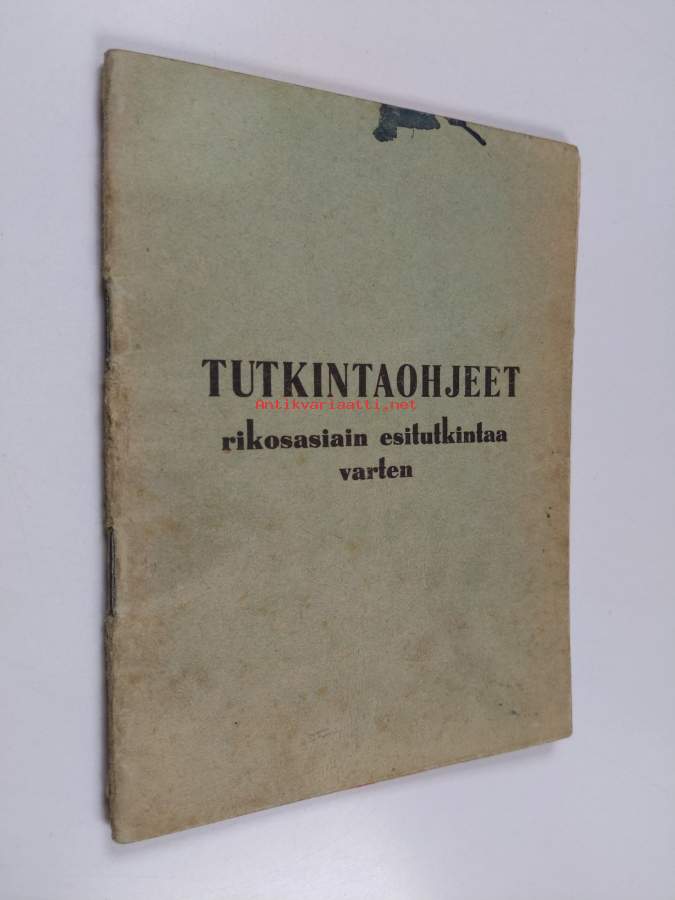 TUTKINTAOHJEET
Antikvariaatti.net
rikosasiain esitutkintaa
varten